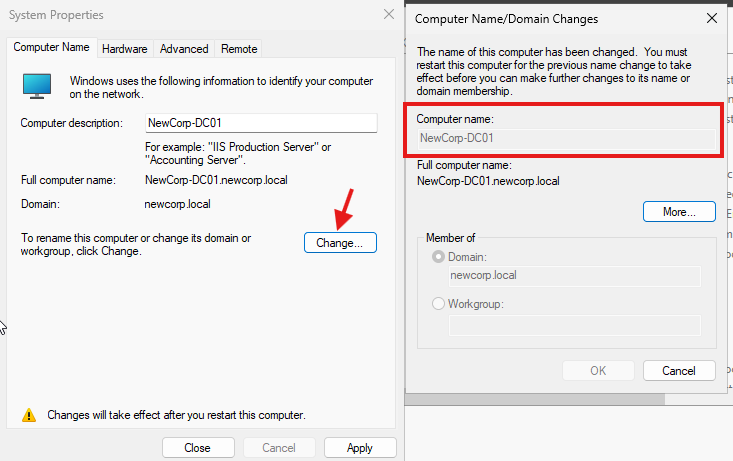 System Properties
Computer Name
Hardware
Advanced
Remote
Windows uses the following information to identify your computer
on the network.
Computer description:
NewCorp-DC01
For example: "IIS Production Server" or
"Accounting Server".
Full computer name:
NewCorp-DC01.newcorp.local
Domain:
newcorp.local
To rename this computer or change its domain or
workgroup, click Change.
Change...
Changes will take effect after you restart this computer.
Close
Cancel
Apply
Computer Name/Domain Changes
The name of this computer has been changed.  You must
restart this computer for the previous name change to take
effect before you can make further changes to its name or
domain membership.
Computer name:
NewCorp-DC01
Full computer name:
NewCorp-DC01.newcorp.local
More...
Member of
Domain:
newcorp.local
Workgroup:
OK
Cancel